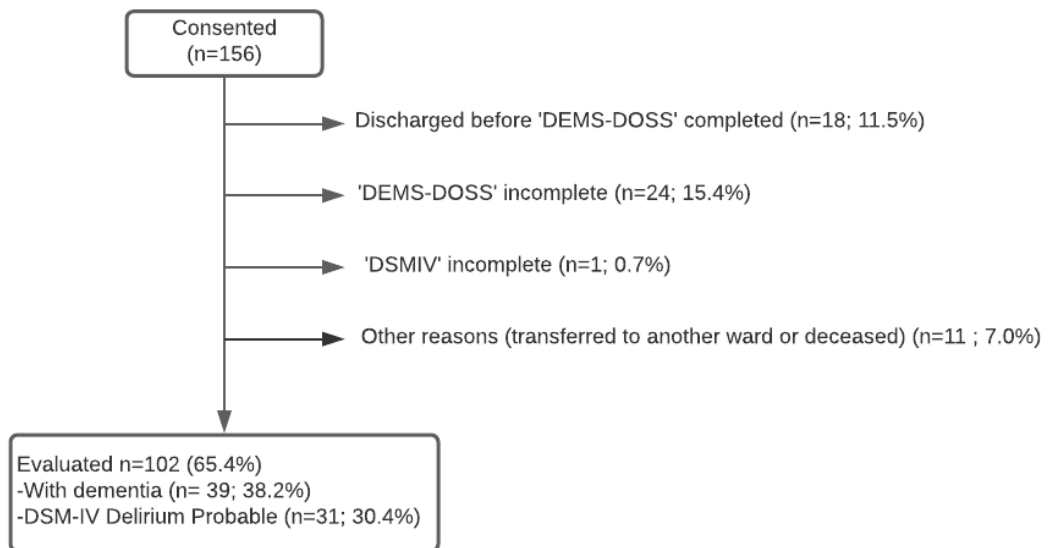 Consented
(n=156)
Discharged before 'DEMS-DOSS' completed (n=18; 11.5%)
'DEMS-DOSS' incomplete (n=24; 15.4%)
'DSMIV' incomplete (n=1; 0.7%)
Other reasons (transferred to another ward or deceased) (n=11 ; 7.0%)
Evaluated n=102 (65.4%)
-With dementia (n= 39; 38.2%)
-DSM-IV Delirium Probable (n=31; 30.4%)